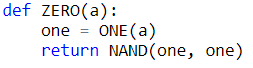 def ZERO(a):
    one = ONE(a)
    return NAND(one, one)